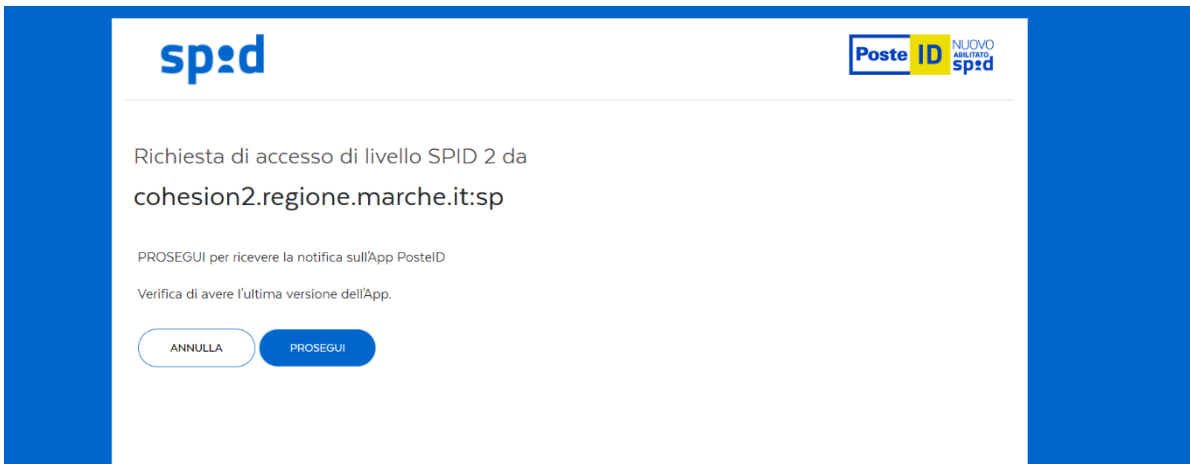 spid
Poste ID NUOVO
ABILITATO
spid
Richiesta di accesso di livello SPID 2 da
cohesion2.regione.marche.it:sp
PROSEGUI per ricevere la notifica sull'App PosteID
Verifica di avere l'ultima versione dell'App.
ANNULLA PROSEGUI